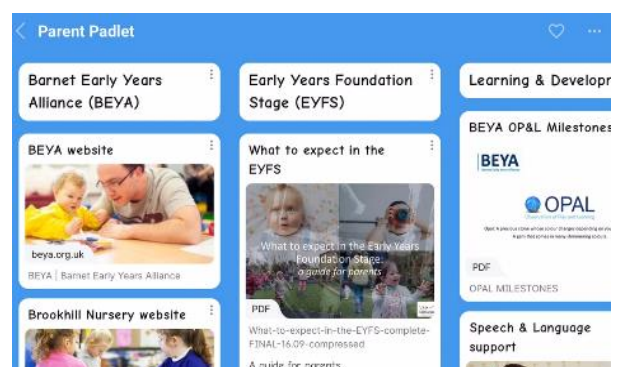 Parent Padlet
Barnet Early Years
Alliance (BEYA)
BEYA website
beya.org.uk
BEYA | Barnet Early Years Alliance
Brookhill Nursery website
Early Years Foundation
Stage (EYFS)
What to expect in the
EYFS
What to expect in the Early Years
Foundation Stage:
a guide for parents
PDF
What-to-expect-in-the-EYFS-complete-
FINAL-16.09-compressed
A guide for parents
Learning & Developr
BEYA OP&L Milestones
BEYA
OPAL
PDF
OPAL MILESTONES
Speech & Language
support